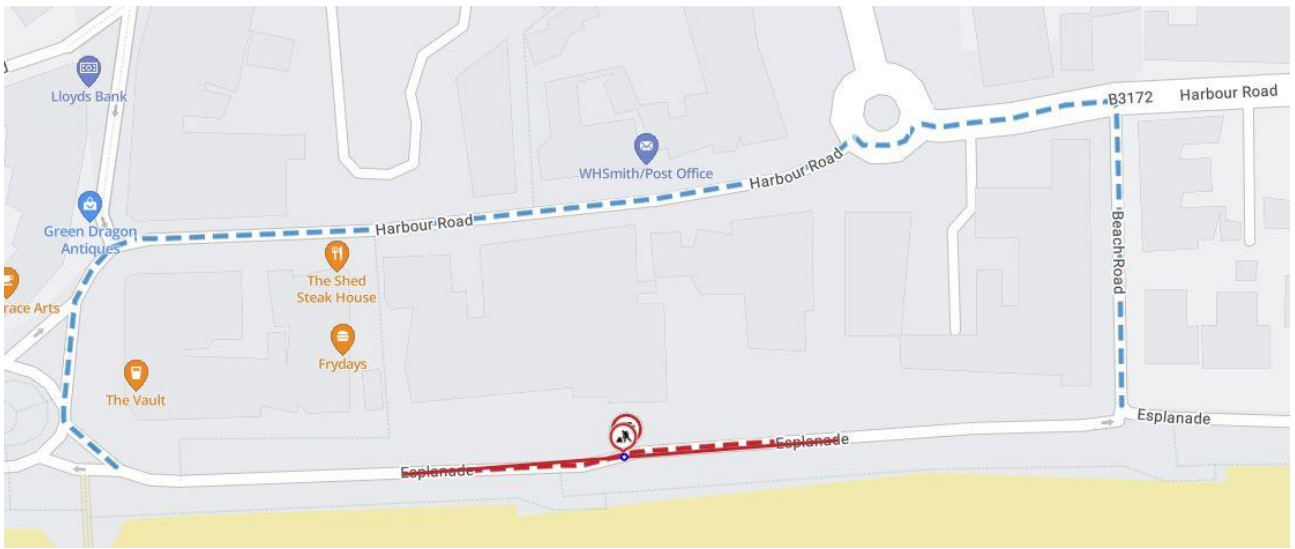 Lloyds Bank
B3172
Harbour Road
WHSmith/Post Office
Harbour Road
Green Dragon
Antiques
Harbour Road
Beach Road
The Shed
Steak House
race Arts
Frydays
The Vault
Esplanade
Esplanade
Esplanade